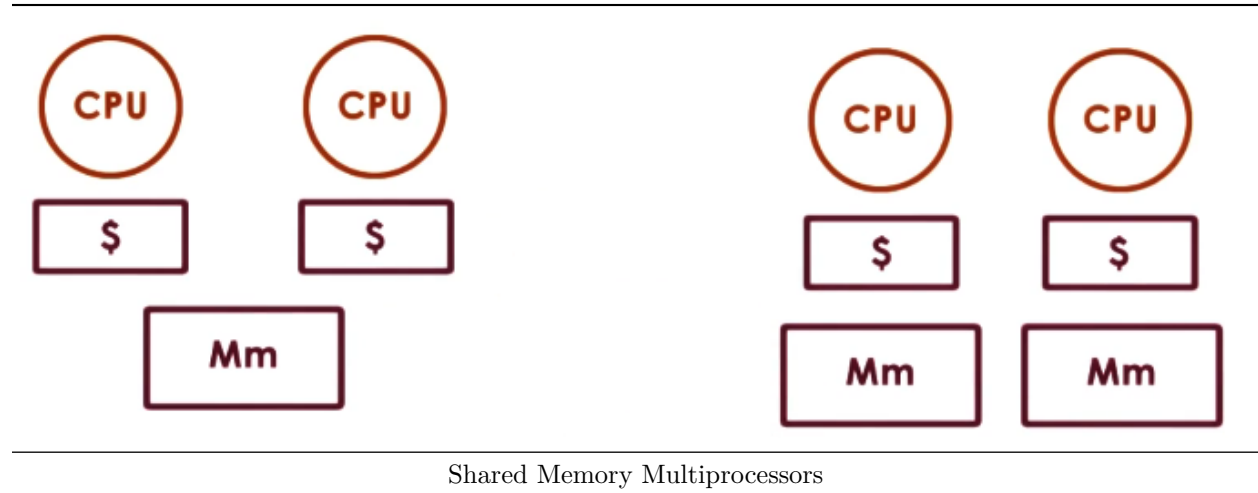 CPU CPU CPU CPU
$ $ $ $
Mm Mm Mm
Shared Memory Multiprocessors